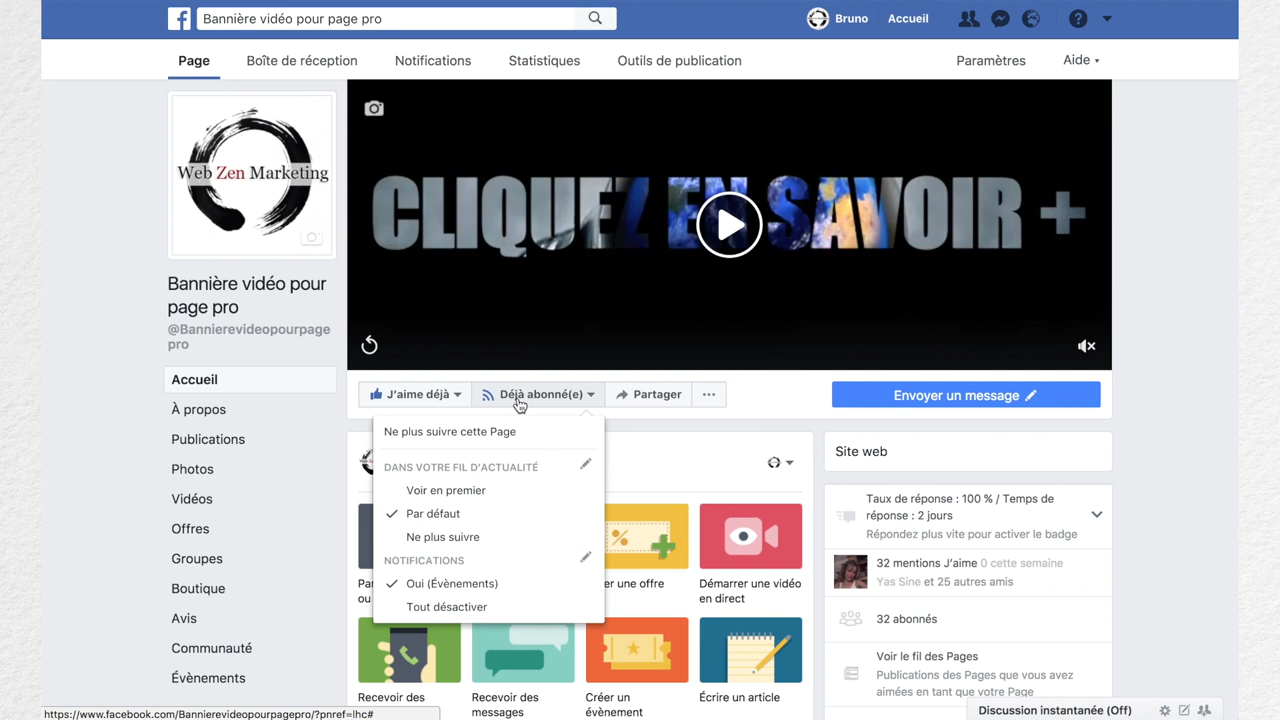 Bannière vidéo pour page pro
Bruno
Accueil
Page
Boîte de réception
Notifications
Statistiques
Outils de publication
Paramètres
Aide
Web Zen Marketing
CLIQUEZ EN SAVOIR +
Bannière vidéo pour
page pro
@Bannierevideopourpage
pro
Accueil
À propos
Publications
Photos
Vidéos
Offres
Groupes
Boutique
Avis
Communauté
Évènements
J'aime déjà
Déjà abonné(e)
Partager
Envoyer un message
Ne plus suivre cette Page
DANS VOTRE FIL D'ACTUALITÉ
Voir en premier
Par défaut
Ne plus suivre
NOTIFICATIONS
Oui (Évènements)
Tout désactiver
Démarrer une vidéo
en direct
Recevoir des
Recevoir des
messages
Créer un
évènement
Écrire un article
Site web
Taux de réponse : 100 % / Temps de
réponse : 2 jours
Répondez plus vite pour activer le badge
32 mentions J'aime 0 cette semaine
Yas Sine et 25 autres amis
32 abonnés
Voir le fil des Pages
Publications des Pages que vous avez
aimées en tant que votre Page
Discussion instantanée (Off)
https://www.facebook.com/Bannierevideopourpagepro/?pnref=lhc#